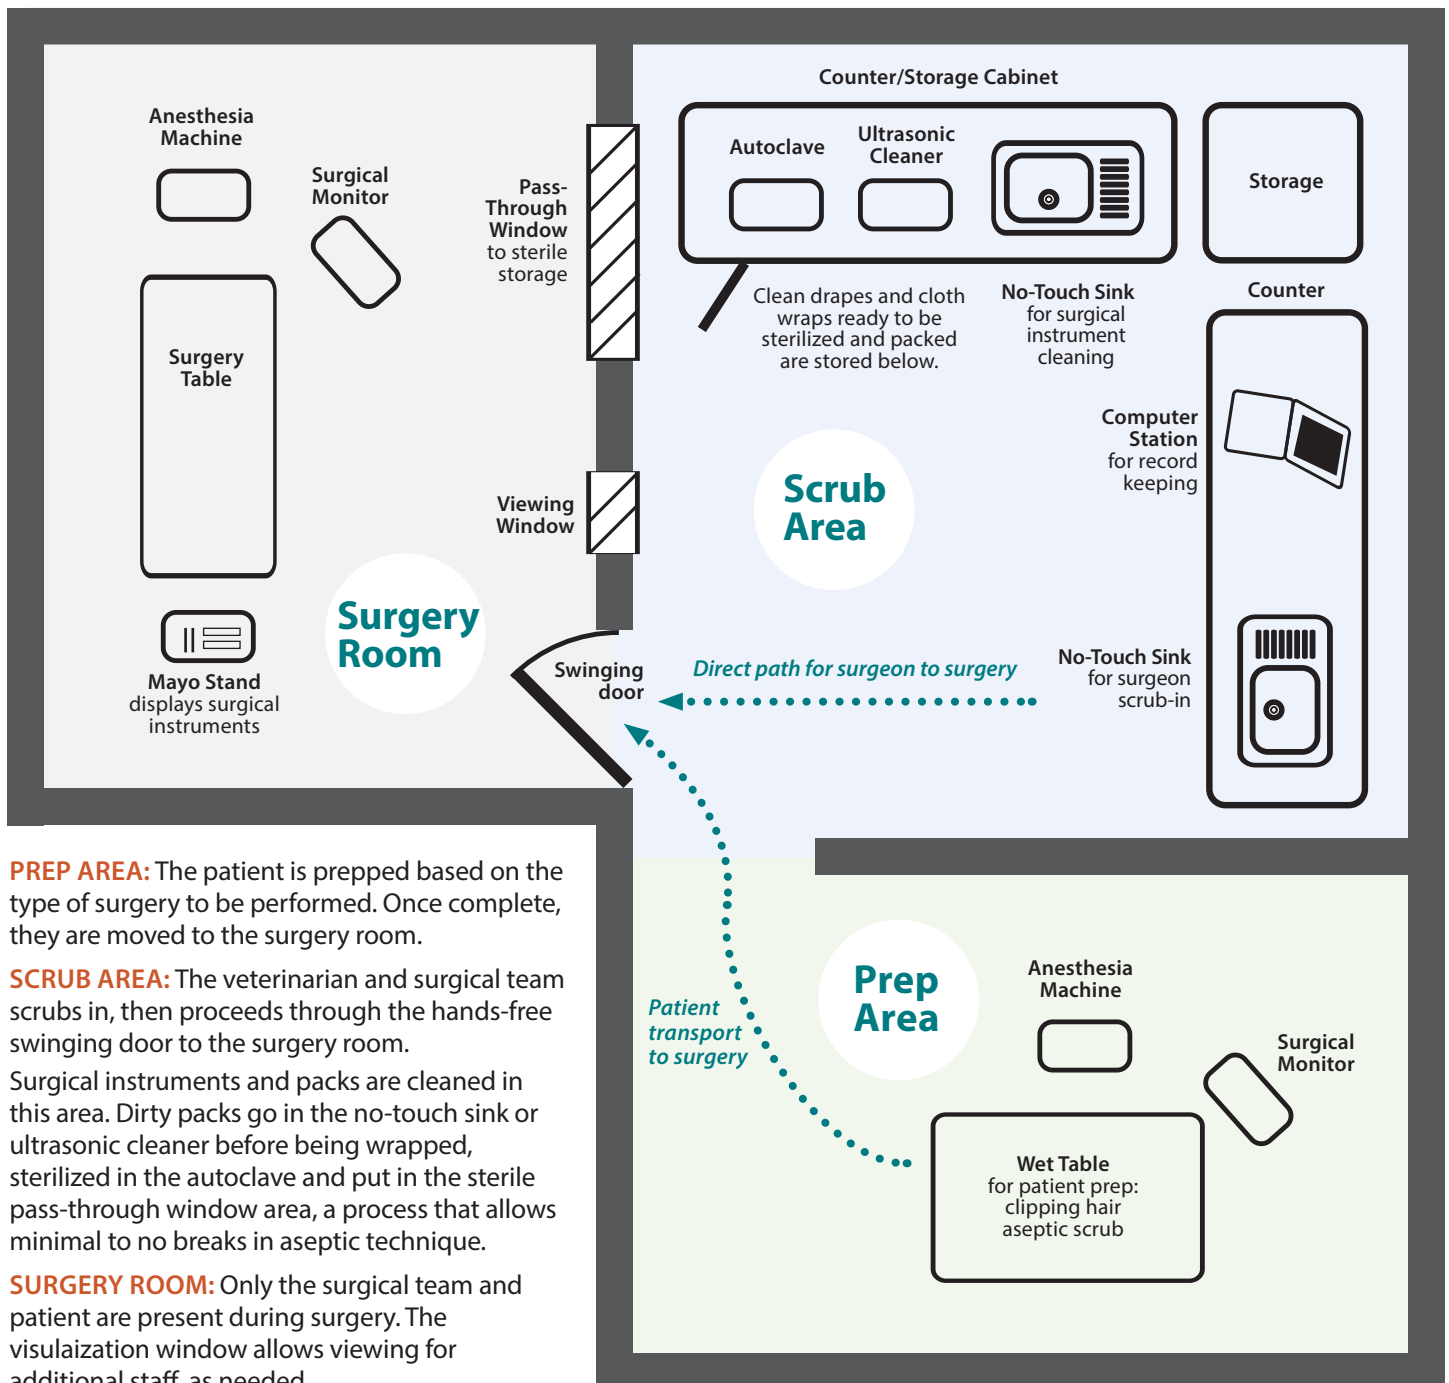 Anesthesia
Machine
Surgical
Monitor
Surgery
Table
Mayo Stand
displays surgical
instruments
Surgery
Room
Pass-
Through
Window
to sterile
storage
Viewing
Window
Swinging
door
Counter/Storage Cabinet
Autoclave
Ultrasonic
Cleaner
Storage
Clean drapes and cloth
wraps ready to be
sterilized and packed
are stored below.
No-Touch Sink
for surgical
instrument
cleaning
Counter
Computer
Station
for record
keeping
Scrub
Area
Direct path for surgeon to surgery
No-Touch Sink
for surgeon
scrub-in
Prep
Area
Patient
transport
to surgery
Anesthesia
Machine
Surgical
Monitor
Wet Table
for patient prep:
clipping hair
aseptic scrub
PREP AREA: The patient is prepped based on the
type of surgery to be performed. Once complete,
they are moved to the surgery room.
SCRUB AREA: The veterinarian and surgical team
scrubs in, then proceeds through the hands-free
swinging door to the surgery room.
Surgical instruments and packs are cleaned in
this area. Dirty packs go in the no-touch sink or
ultrasonic cleaner before being wrapped,
sterilized in the autoclave and put in the sterile
pass-through window area, a process that allows
minimal to no breaks in aseptic technique.
SURGERY ROOM: Only the surgical team and
patient are present during surgery. The
visulaization window allows viewing for
additional staff, as needed.